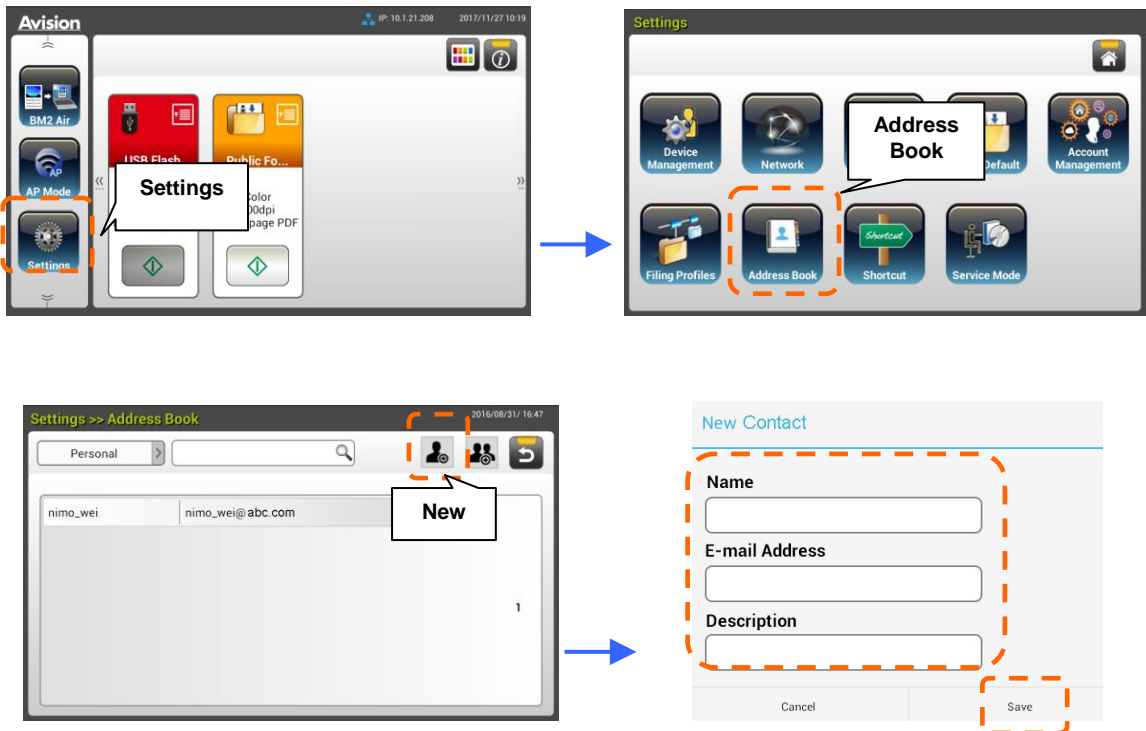 Avision
IP: 10.1.21.208 2017/11/27 10:19
BM2 Air
AP
AP Mode
Settings
USB Flash
Public Fo...
Settings
Color
00dpi
page PDF
Settings
Device
Management
Network
Address
Book
Default
Account
Management
Filing Profiles
Address Book
Shortcut
Shortcut
Service Mode
Settings >> Address Book
2016/08/31/ 16:47
Personal
nimo_wei
nimo_wei@abc.com
New
1
New Contact
Name
E-mail Address
Description
Cancel
Save